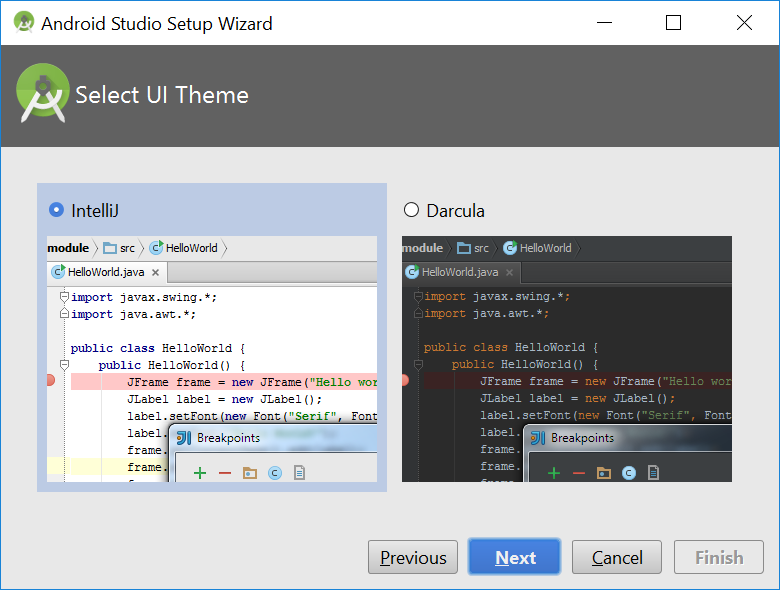 Android Studio Setup Wizard
Select UI Theme
IntelliJ
module src HelloWorld
HelloWorld.java
import javax.swing.*;
import java.awt.*;
public class HelloWorld {
public HelloWorld() {
JFrame frame = new JFrame("Hello wor
JLabel label = new JLabel();
label.setFont(new Font("Serif", Font
label.
frame.
frame.
Breakpoints
Darcula
module src HelloWorld
HelloWorld.java
import javax.swing.*;
import java.awt.*;
public class HelloWorld {
public HelloWorld() {
JFrame frame = new JFrame("Hello wor
JLabel label = new JLabel();
label.setFont(new Font("Serif", Font
label.
frame.
frame.
Breakpoints
Previous Next Cancel Finish